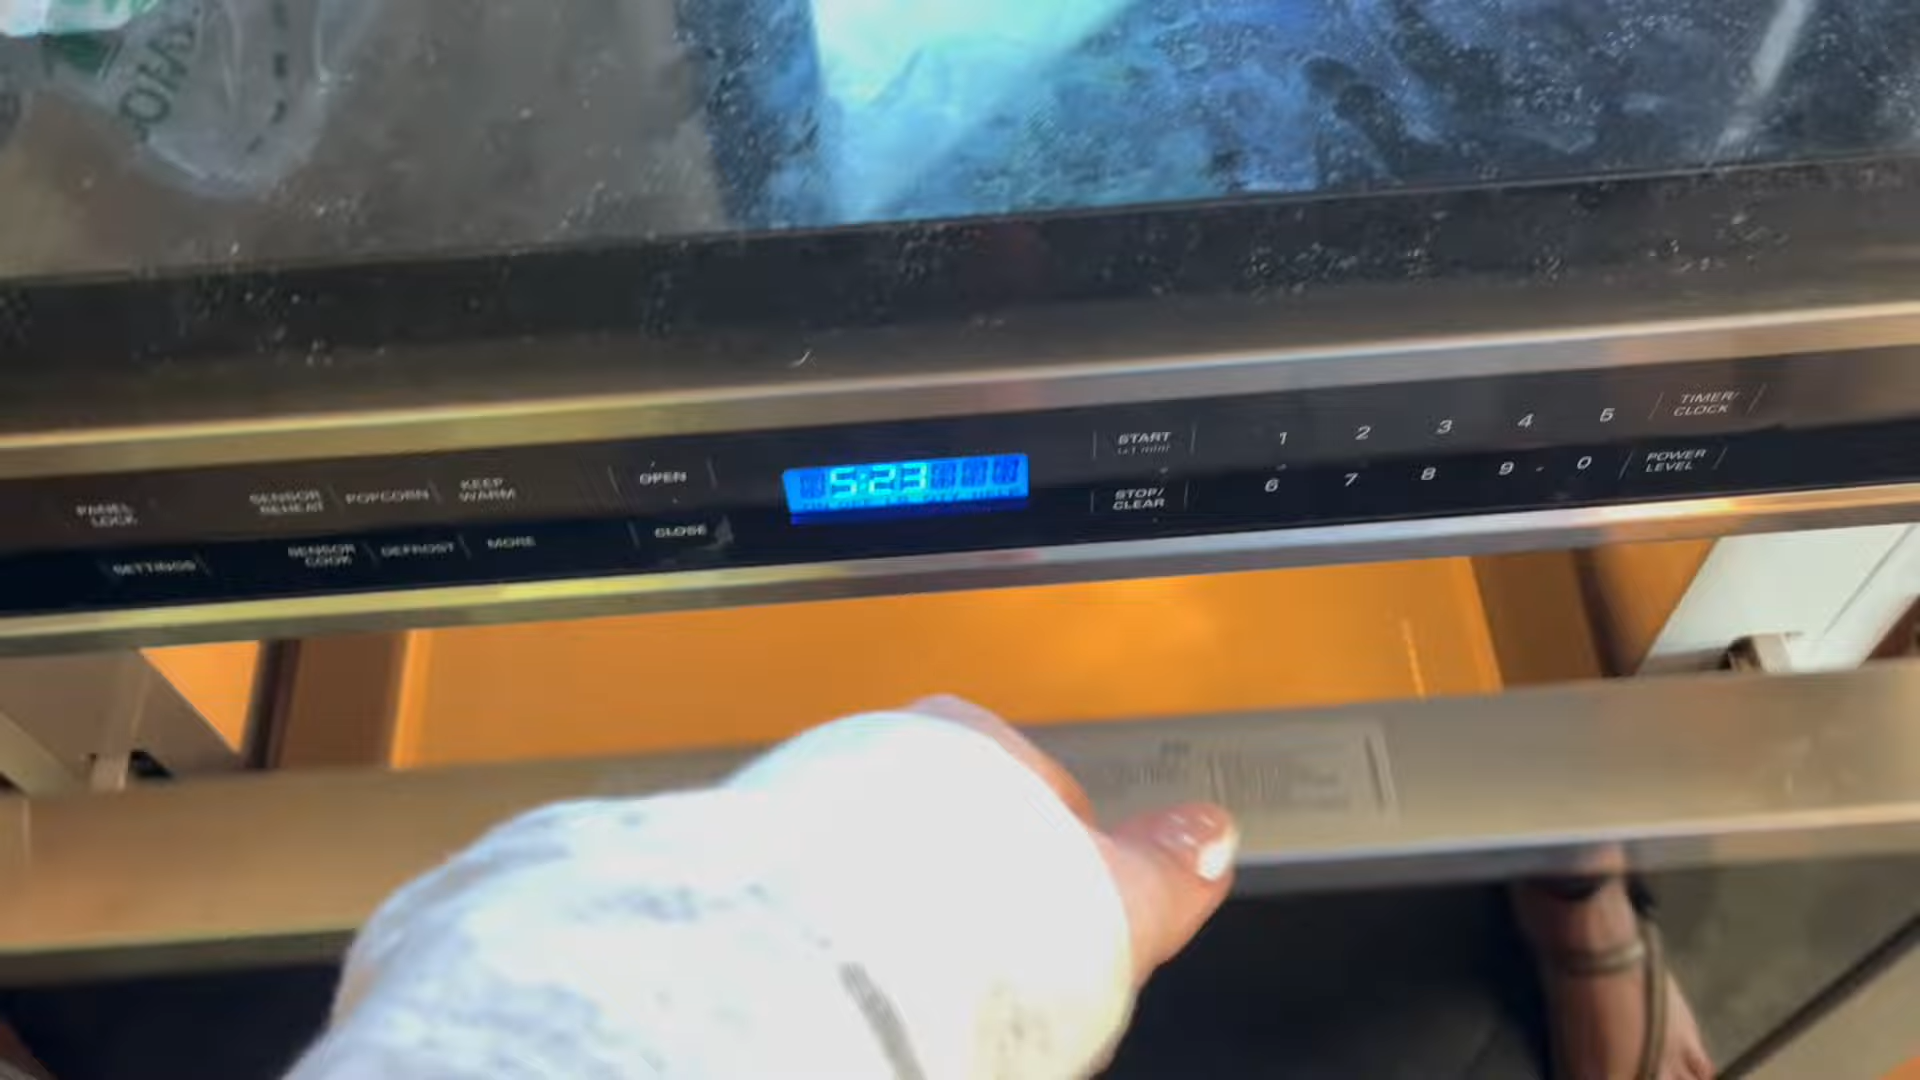 PANEL
LOCK
SENSOR
REHEAT
POPCORN
KEEP
WARM
OPEN
SETTINGS
SENSOR
COOK
DEFROST
MORE
CLOSE
5:23
START
STOP/
CLEAR
1 2 3 4 5
6 7 8 9 0
TIMER/
CLOCK
POWER
LEVEL